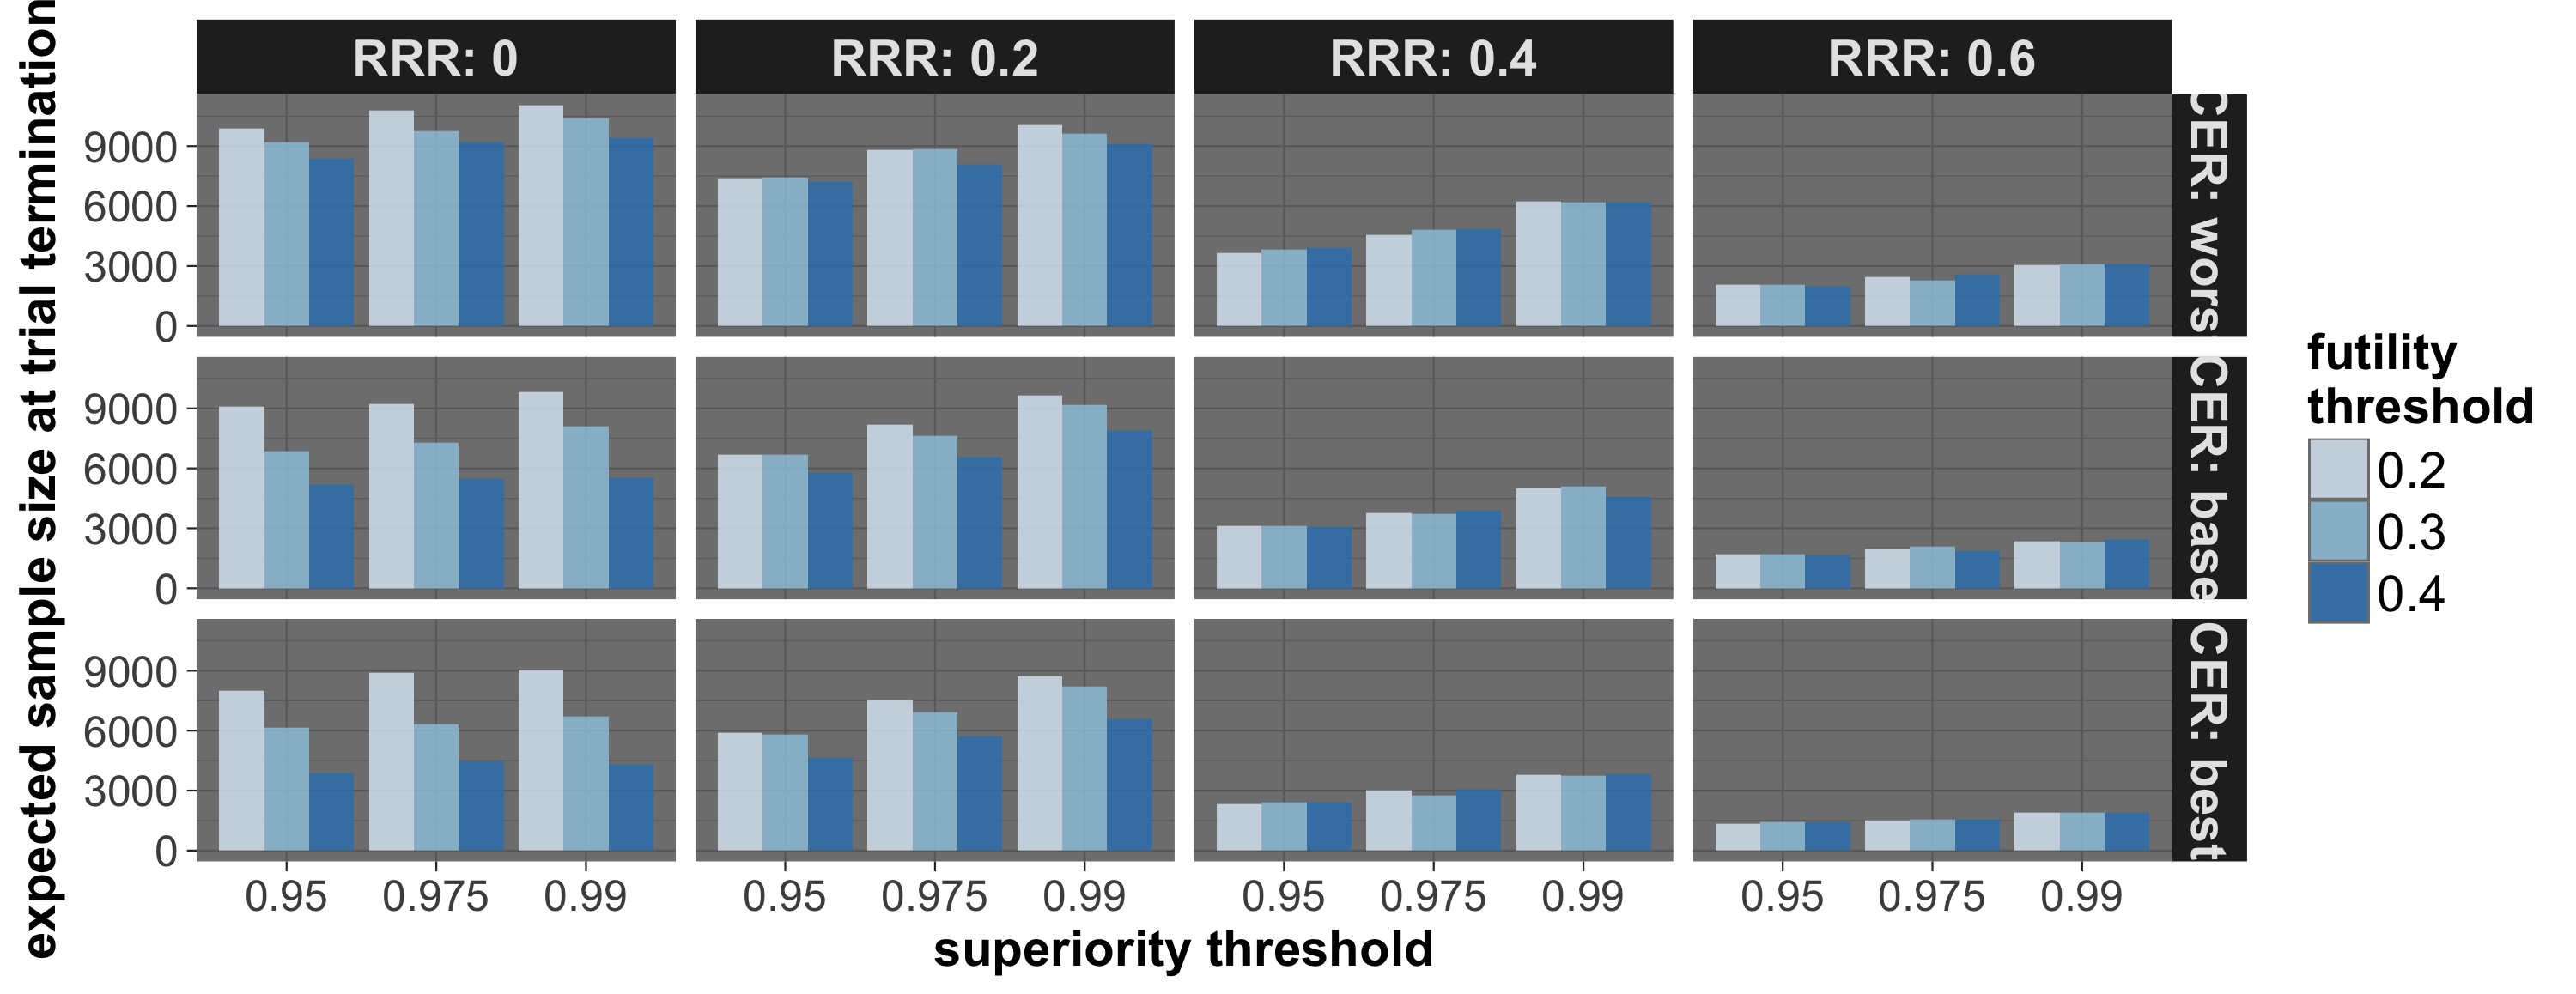 RRR: 0
RRR: 0.2
RRR: 0.4
RRR: 0.6
expected sample size at trial termination
9000
6000
3000
0
CER: wors
9000
6000
3000
0
CER: base
9000
6000
3000
0
CER: best
0.95 0.975 0.99
0.95 0.975 0.99
0.95 0.975 0.99
0.95 0.975 0.99
superiority threshold
futility
threshold
0.2
0.3
0.4